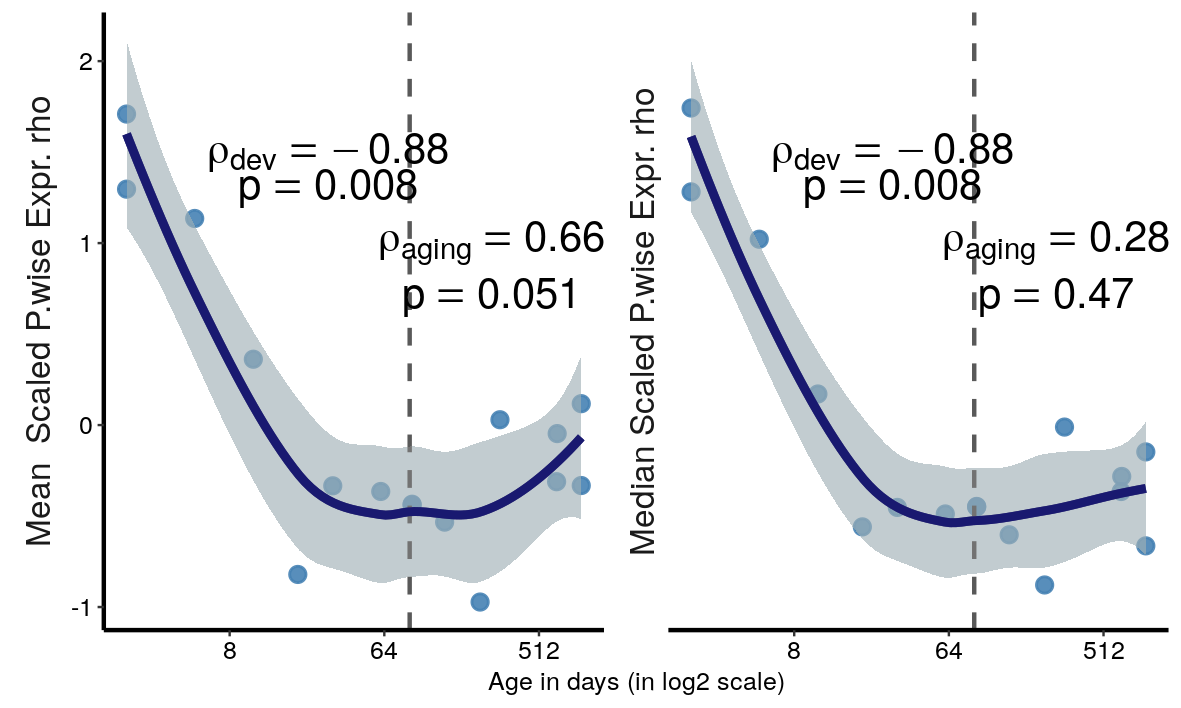 Mean  Scaled P.wise Expr. rho
2
1
0
-1
ρdev = − 0.88
p = 0.008
ρaging = 0.66
p = 0.051
8
64
512
Median Scaled P.wise Expr. rho
ρdev = − 0.88
p = 0.008
ρaging = 0.28
p = 0.47
8
64
512
Age in days (in log2 scale)